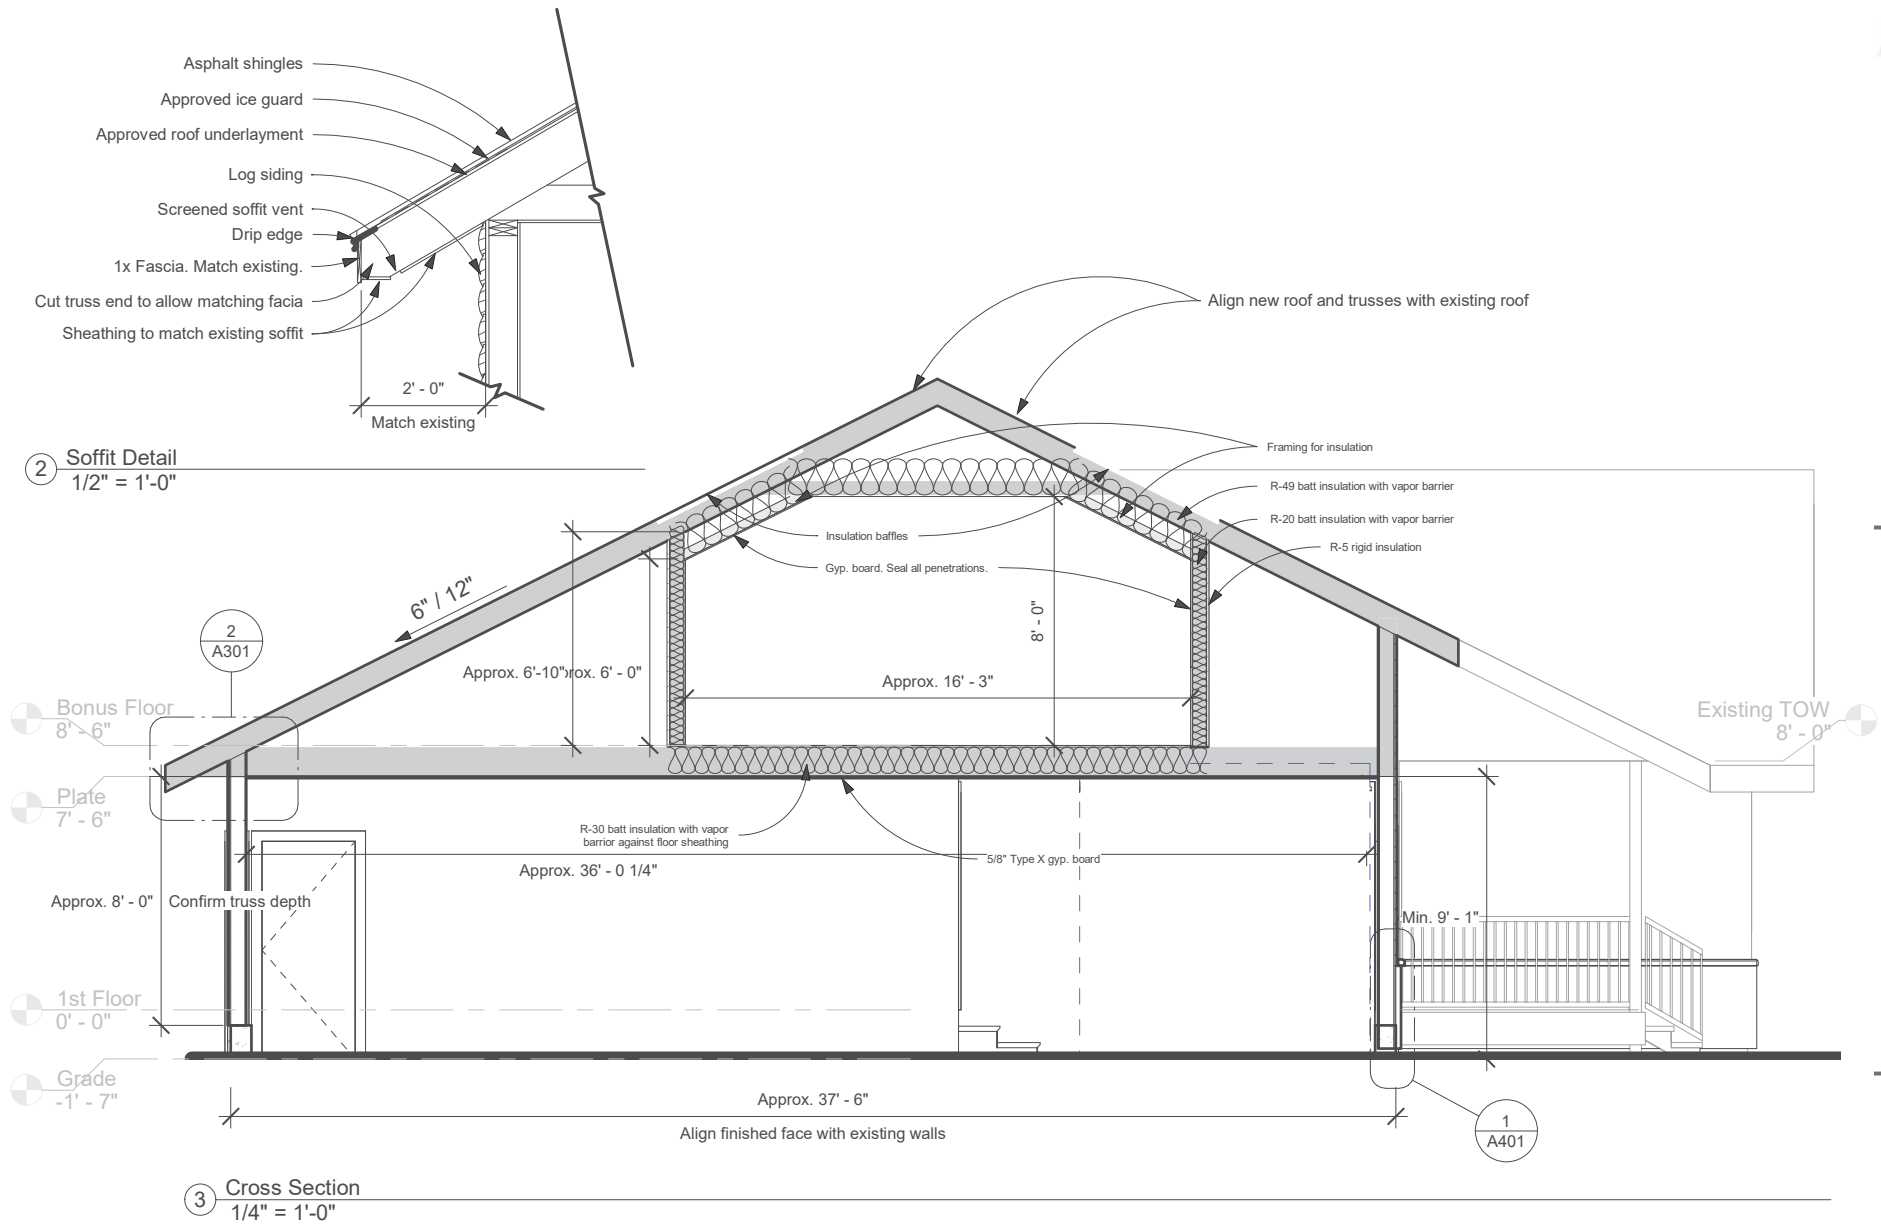 Asphalt shingles
Approved ice guard
Approved roof underlayment
Log siding
Screened soffit vent
Drip edge
1x Fascia. Match existing.
Cut truss end to allow matching facia
Sheathing to match existing soffit
2' - 0"
Match existing
2
Soffit Detail
1/2" = 1'-0"
Align new roof and trusses with existing roof
Framing for insulation
R-49 batt insulation with vapor barrier
R-20 batt insulation with vapor barrier
R-5 rigid insulation
Insulation baffles
Gyp. board. Seal all penetrations.
6" / 12"
8' - 0"
2
A301
Approx. 6'-10"
rox. 6' - 0"
Approx. 16' - 3"
Bonus Floor
8' - 6"
Existing TOW
8' - 0"
Plate
7' - 6"
R-30 batt insulation with vapor
barrior against floor sheathing
5/8" Type X gyp. board
Approx. 36' - 0 1/4"
Approx. 8' - 0"
Confirm truss depth
Min. 9' - 1"
1st Floor
0' - 0"
Grade
-1' - 7"
Approx. 37' - 6"
Align finished face with existing walls
1
A401
3
Cross Section
1/4" = 1'-0"